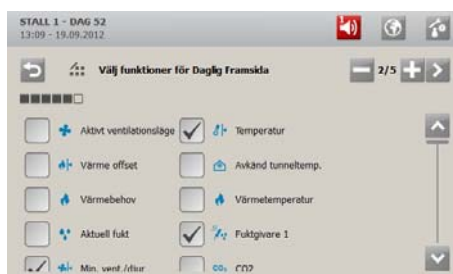 STALL 1 - DAG 52
13:09 - 19.09.2012
Välj funktioner för Daglig Framsida
2/5
Aktivt ventilationsläge
Temperatur
Värme offset
Avkänd tunneltemp.
Värmebehov
Värmetemperatur
Aktuell fukt
Fuktgivare 1
Min. vent./djur
CO2